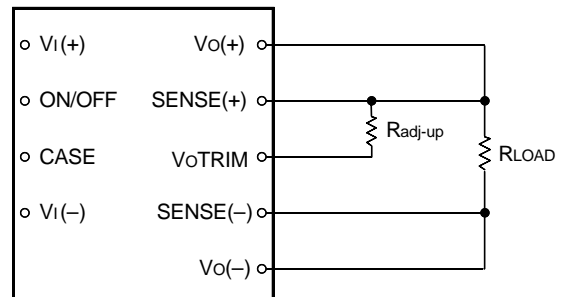 VI(+) VO(+)
ON/OFF SENSE(+)
Radj-up
CASE VOTRIM RLOAD
VI(–) SENSE(–)
VO(–)